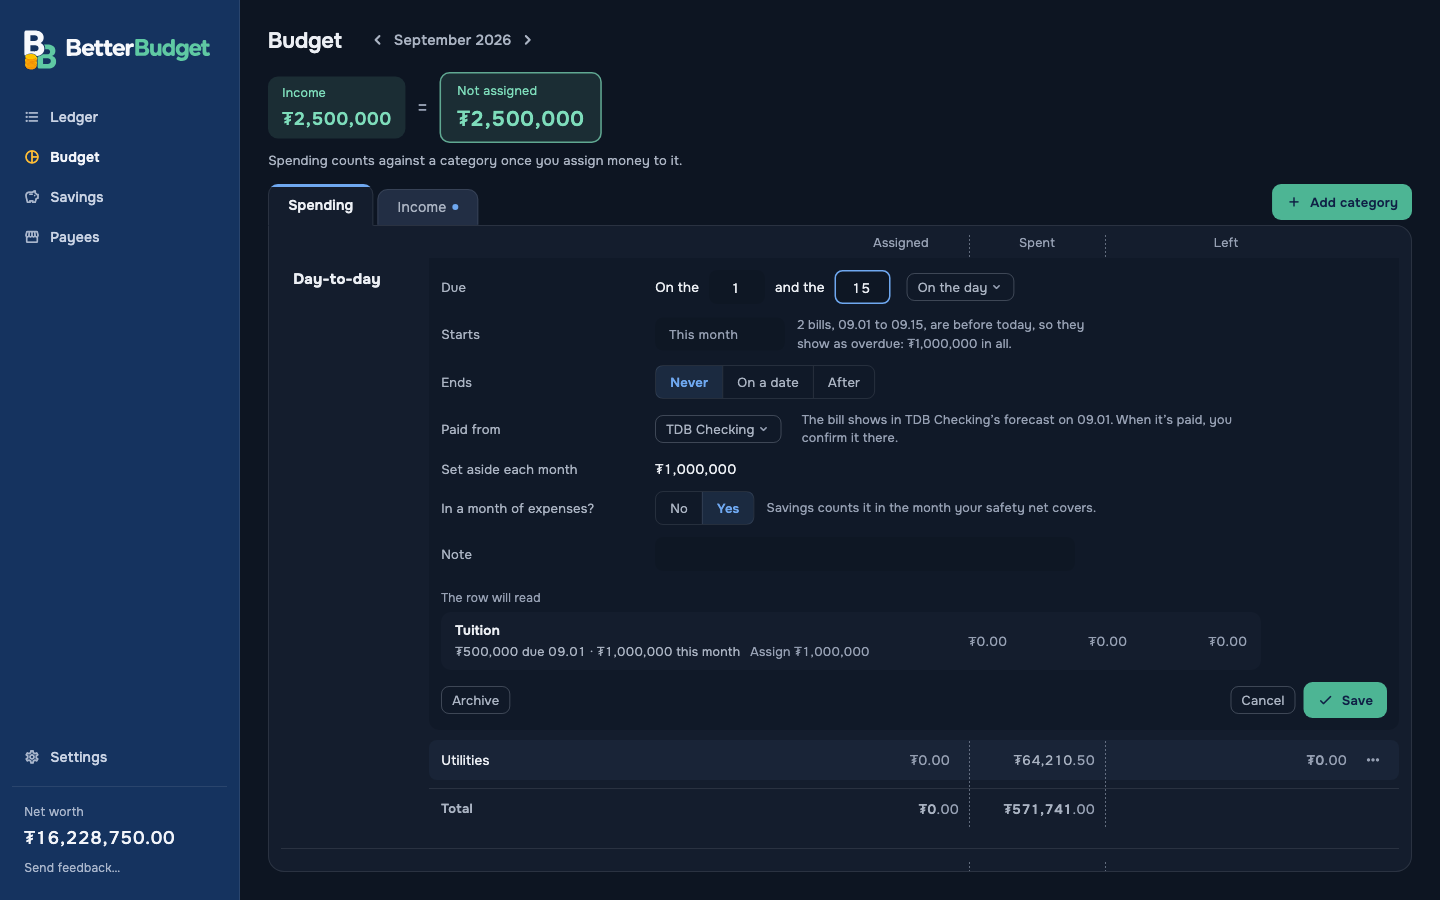 BetterBudget
Ledger
Budget
Savings
Payees
Settings
Net worth
₮16,228,750.00
Send feedback...
Budget
September 2026
Income
₮2,500,000
=
Not assigned
₮2,500,000
Spending counts against a category once you assign money to it.
Spending
Income
+ Add category
Assigned Spent Left
Day-to-day
Due On the 1 and the 15 On the day
Starts This month 2 bills, 09.01 to 09.15, are before today, so they
show as overdue: ₮1,000,000 in all.
Ends Never On a date After
Paid from TDB Checking The bill shows in TDB Checking's forecast on 09.01. When it's paid, you
confirm it there.
Set aside each month ₮1,000,000
In a month of expenses? No Yes Savings counts it in the month your safety net covers.
Note
The row will read
Tuition
₮500,000 due 09.01 · ₮1,000,000 this month Assign ₮1,000,000
₮0.00 ₮0.00 ₮0.00
Archive Cancel Save
Utilities ₮0.00 ₮64,210.50 ₮0.00
Total ₮0.00 ₮571,741.00